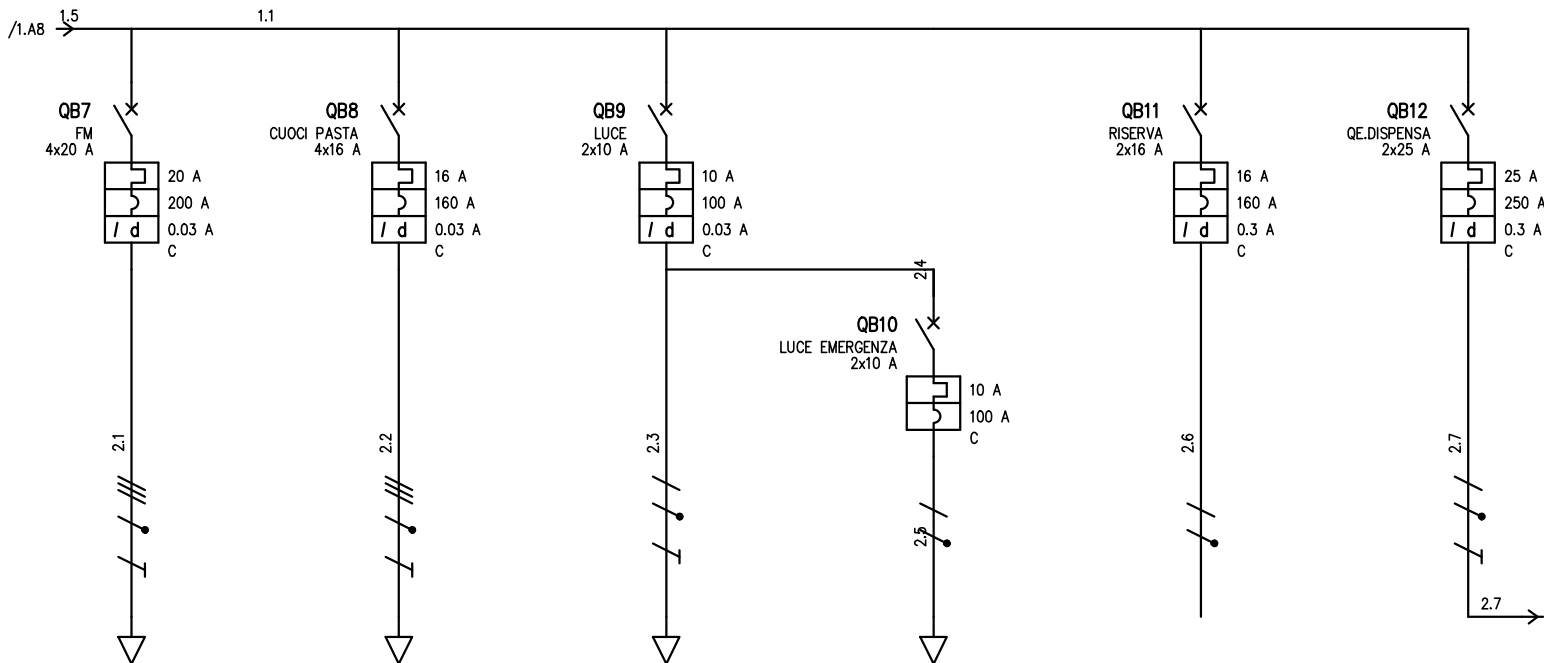 /1.A8
1.5
1.1
QB7
FM
4x20 A
20 A
200 A
I d
0.03 A
C
QB8
CUOCI PASTA
4x16 A
16 A
160 A
I d
0.03 A
C
QB9
LUCE
2x10 A
10 A
100 A
I d
0.03 A
C
QB11
RISERVA
2x16 A
16 A
160 A
I d
0.3 A
C
QB12
QE.DISPENSA
2x25 A
25 A
250 A
I d
0.3 A
C
2.4
QB10
LUCE EMERGENZA
2x10 A
10 A
100 A
C
2.1
2.2
2.3
2.5
2.6
2.7
2.7